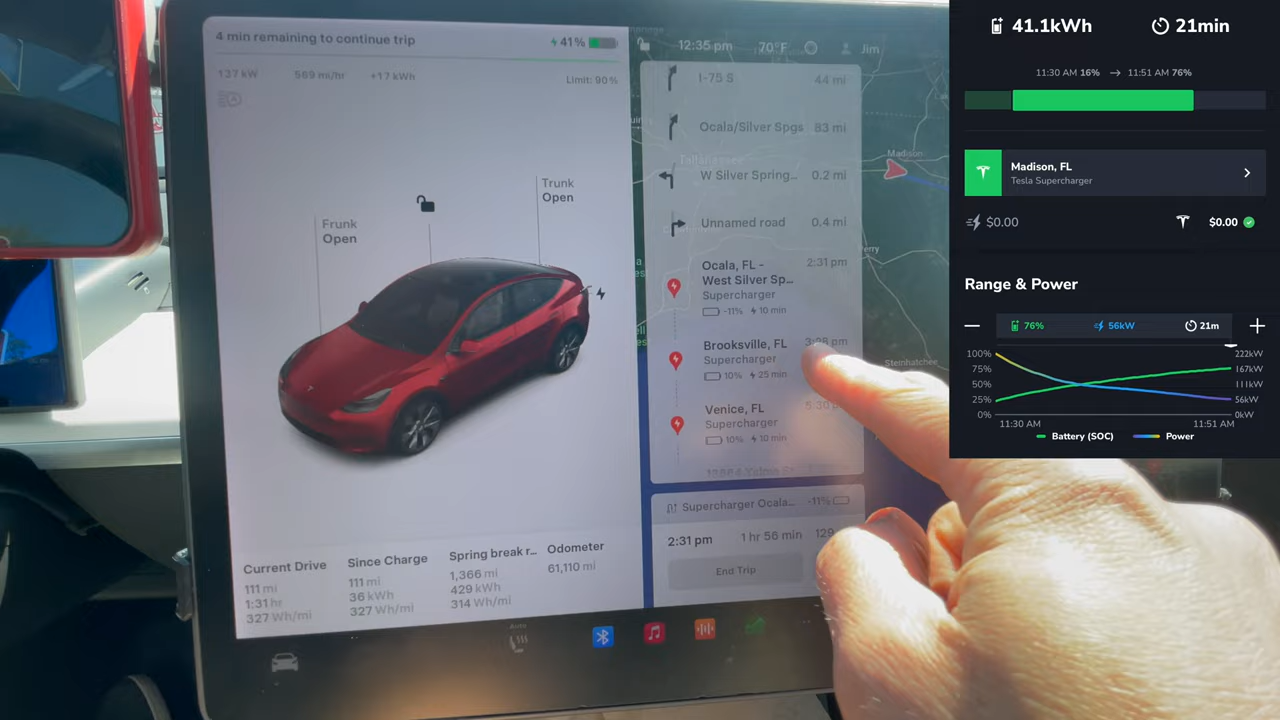 4 min remaining to continue trip
41%
137 kW 569 mi/hr +17 kWh
Limit: 90%
Trunk
Open
Frunk
Open
Current Drive
111 mi
1:31 hr
327 Wh/mi
Since Charge
111 mi
36 kWh
327 Wh/mi
Spring break r...
1,366 mi
429 kWh
314 Wh/mi
Odometer
61,110 mi
Auto
12:35 pm 70°F Jim
I-75 S 44 mi
Ocala/Silver Spgs 83 mi
W Silver Spring... 0.2 mi
Unnamed road 0.4 mi
Ocala, FL - 2:31 pm
West Silver Sp...
Supercharger
-11% 10 min
Brooksville, FL
Supercharger
10% 25 min
Venice, FL
Supercharger
10% 10 min
Supercharger Ocala... -11%
2:31 pm 1 hr 56 min 129
End Trip
Madison
Steinhatchee
41.1kWh 21min
11:30 AM 16% → 11:51 AM 76%
Madison, FL
Tesla Supercharger
$0.00 $0.00
Range & Power
76% 56kW 21m
100% 222kW
75% 167kW
50% 111kW
25% 56kW
0% 0kW
11:30 AM 11:51 AM
Battery (SOC) Power